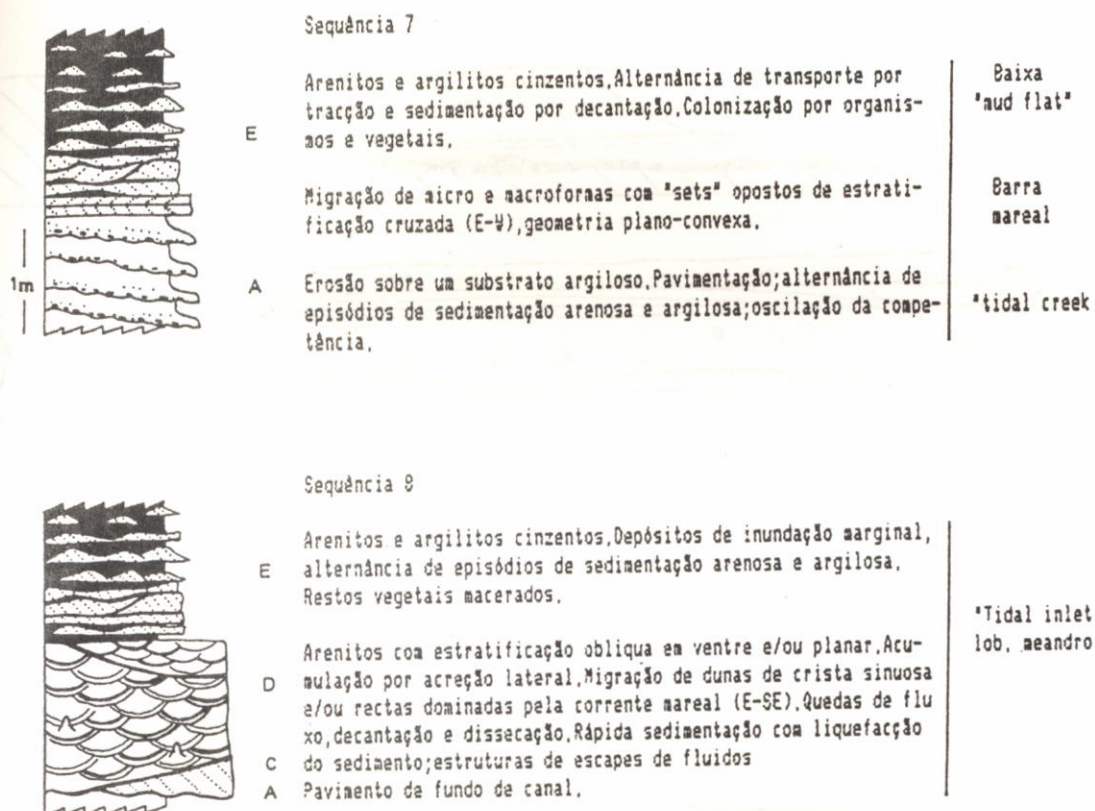 Sequência 7
Arenitos e argilitos cinzentos.Alternância de transporte por
tracção e sedimentação por decantação.Colonização por organis-
mos e vegetais.
E
Baixa
"mud flat"
Migração de micro e macroformas com "sets" opostos de estrati-
ficação cruzada (E-W),geometria plano-convexa.
Barra
mareal
1m
A
Erosão sobre um substrato argiloso.Pavimentação;alternância de
episódios de sedimentação arenosa e argilosa;oscilação da compe-
tância.
"tidal creek
Sequência 8
Arenitos e argilitos cinzentos.Depósitos de inundação marginal,
E
alternância de episódios de sedimentação arenosa e argilosa.
Restos vegetais macerados.
"Tidal inlet
lob. meandro
Arenitos com estratificação obliqua em ventre e/ou planar.Acu-
D
mulação por acreção lateral.Migração de dunas de crista sinuosa
e/ou rectas dominadas pela corrente mareal (E-SE).Quedas de flu
xo,decantação e dissecação.Rápida sedimentação com liquefacção
C
do sedimento;estruturas de escapes de fluidos
A
Pavimento de fundo de canal.